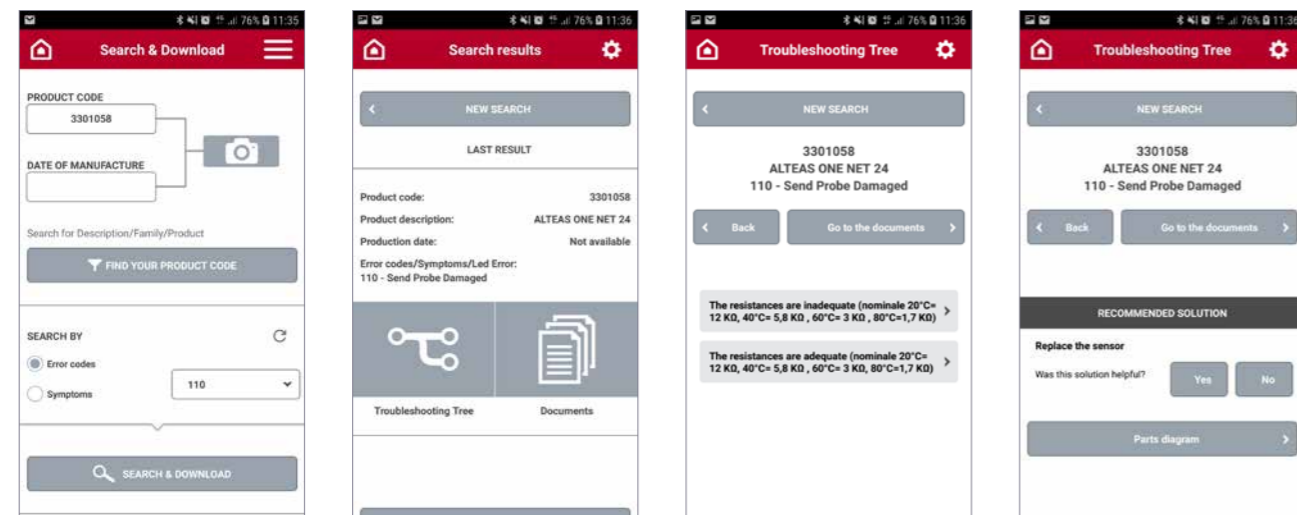 76% 11:35
Search & Download
PRODUCT CODE
3301058
DATE OF MANUFACTURE
Search for Description/Family/Product
FIND YOUR PRODUCT CODE
SEARCH BY
Error codes
Symptoms
110
SEARCH & DOWNLOAD
76% 11:36
Search results
NEW SEARCH
LAST RESULT
Product code: 3301058
Product description: ALTEAS ONE NET 24
Production date: Not available
Error codes/Symptoms/Led Error:
110 - Send Probe Damaged
Troubleshooting Tree
Documents
76% 11:36
Troubleshooting Tree
NEW SEARCH
3301058
ALTEAS ONE NET 24
110 - Send Probe Damaged
Back
Go to the documents
The resistances are inadequate (nominale 20°C=
12 KΩ, 40°C= 5,8 KΩ , 60°C= 3 KΩ , 80°C=1,7 KΩ)
The resistances are adequate (nominale 20°C=
12 KΩ, 40°C= 5,8 KΩ , 60°C= 3 KΩ, 80°C=1,7 KΩ)
76% 11:36
Troubleshooting Tree
NEW SEARCH
3301058
ALTEAS ONE NET 24
110 - Send Probe Damaged
Back
Go to the documents
RECOMMENDED SOLUTION
Replace the sensor
Was this solution helpful?
Yes
No
Parts diagram